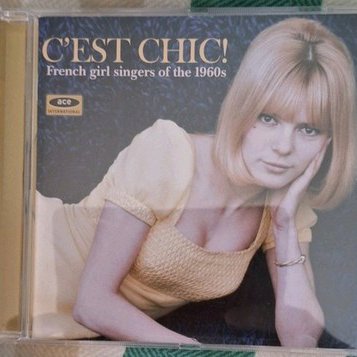 C'EST CHIC!
French girl singers of the 1960s
ace
INTERNATIONAL